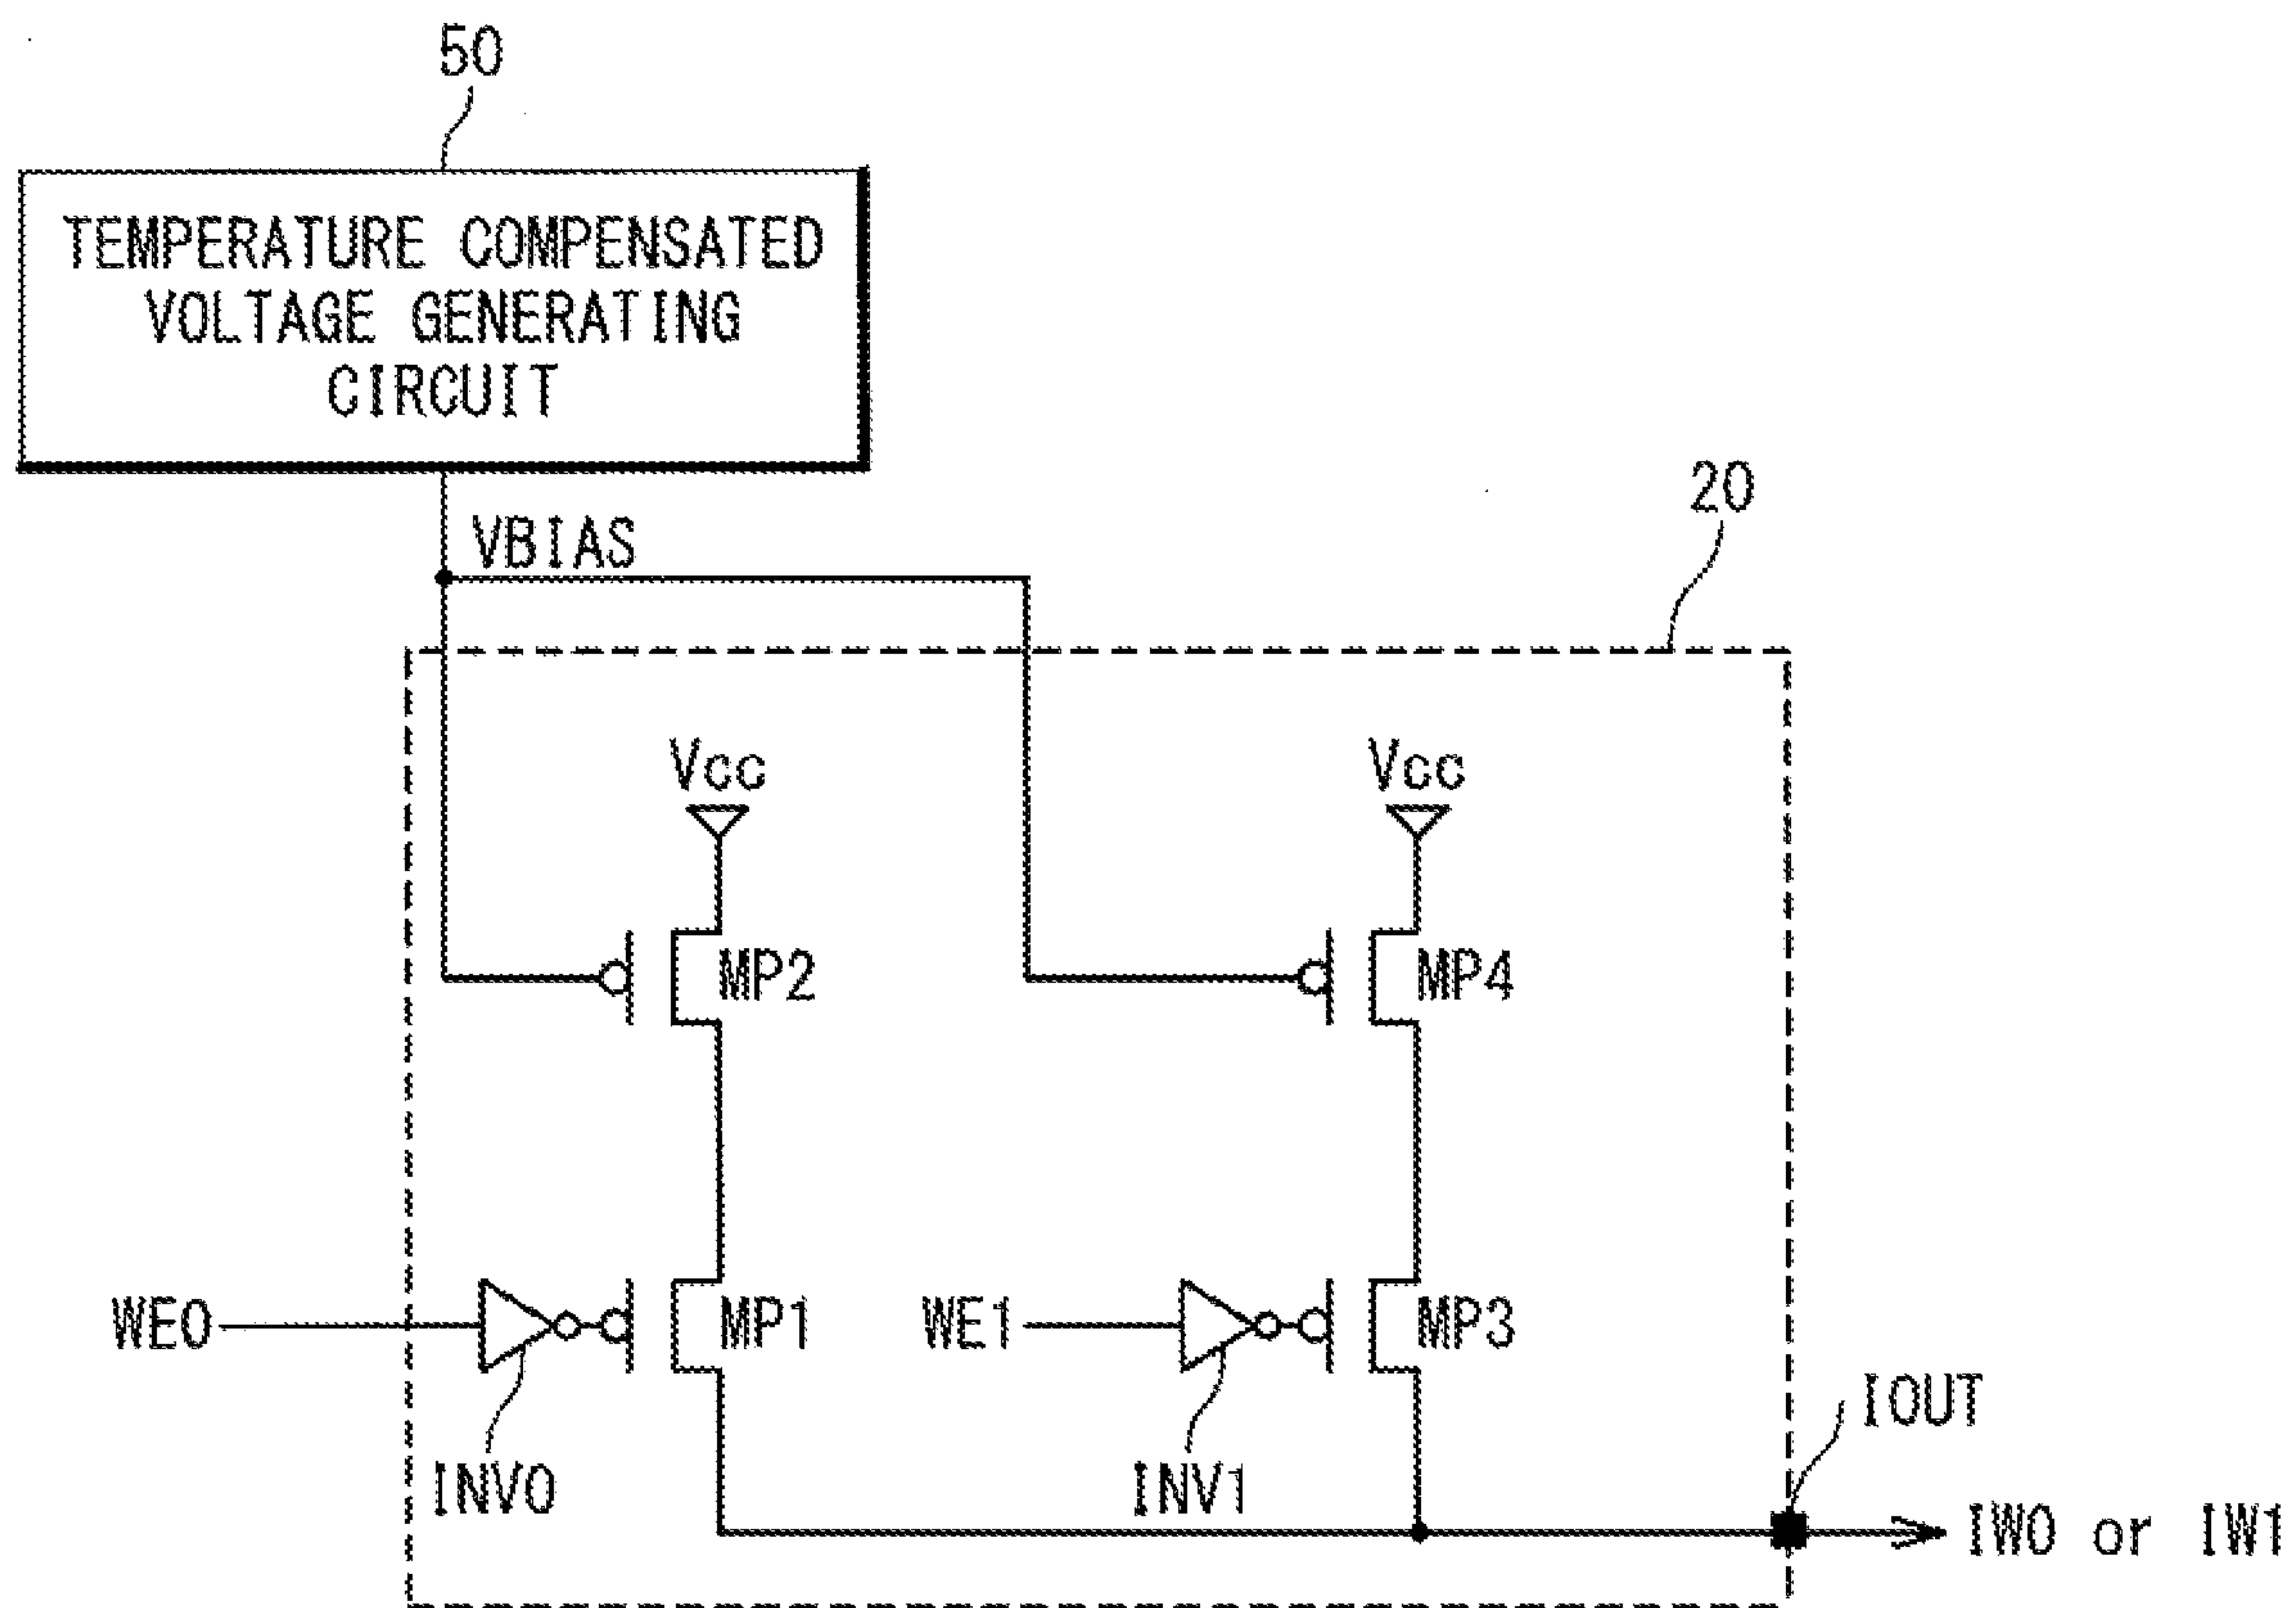 50
TEMPERATURE COMPENSATED
VOLTAGE GENERATING
CIRCUIT
VBIAS
20
Vcc
Vcc
MP2
MP4
WE0
MP1
WE1
MP3
INV0
INV1
IOUT
IW0 or IW1